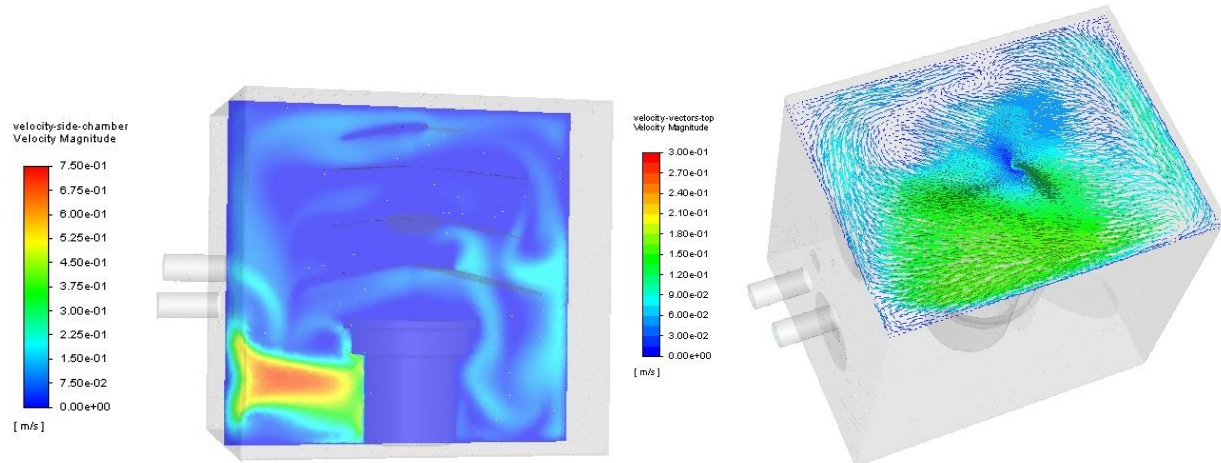 velocity-side-chamber
Velocity Magnitude
7.50e-01
6.75e-01
6.00e-01
5.25e-01
4.50e-01
3.75e-01
3.00e-01
2.25e-01
1.50e-01
7.50e-02
0.00e+00
[ m/s ]
velocity-vectors-top
Velocity Magnitude
3.00e-01
2.70e-01
2.40e-01
2.10e-01
1.80e-01
1.50e-01
1.20e-01
9.00e-02
6.00e-02
3.00e-02
0.00e+00
[ m/s ]